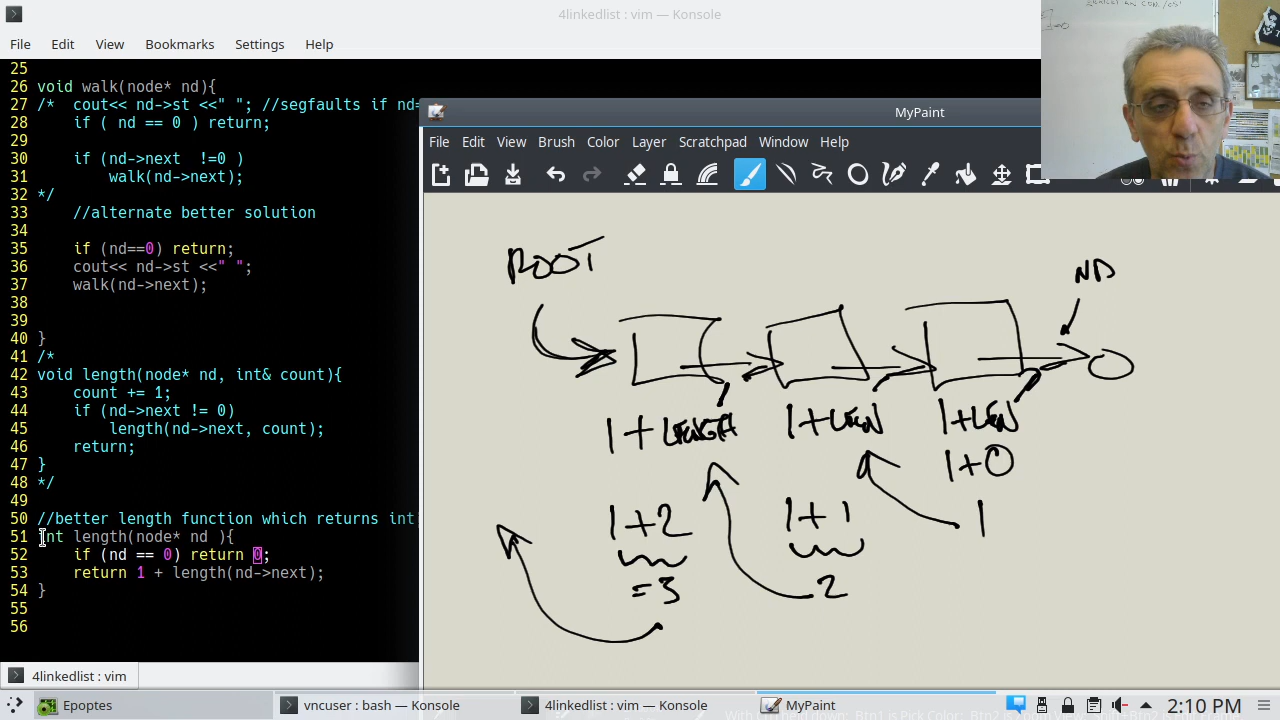 4linkedlist : vim — Konsole
File Edit View Bookmarks Settings Help
25
26 void walk(node* nd){
27 /*  cout<< nd->st <<" "; //segfaults if nd=
28     if ( nd == 0 ) return;
29
30     if (nd->next  !=0 )
31         walk(nd->next);
32 */
33     //alternate better solution
34
35     if (nd==0) return;
36     cout<< nd->st <<" ";
37     walk(nd->next);
38
39
40 }
41 /*
42 void length(node* nd, int& count){
43     count += 1;
44     if (nd->next != 0)
45         length(nd->next, count);
46     return;
47 }
48 */
49
50 //better length function which returns int
51 int length(node* nd ){
52     if (nd == 0) return 0;
53     return 1 + length(nd->next);
54 }
55
56
4linkedlist : vim
MyPaint
File Edit View Brush Color Layer Scratchpad Window Help
ROOT
ND
0
1+LENGTH 1+LEN 1+LEN
1+0
1+2 1+1 1
=3 2
Epoptes vncuser : bash — Konsole 4linkedlist : vim — Konsole MyPaint 2:10 PM